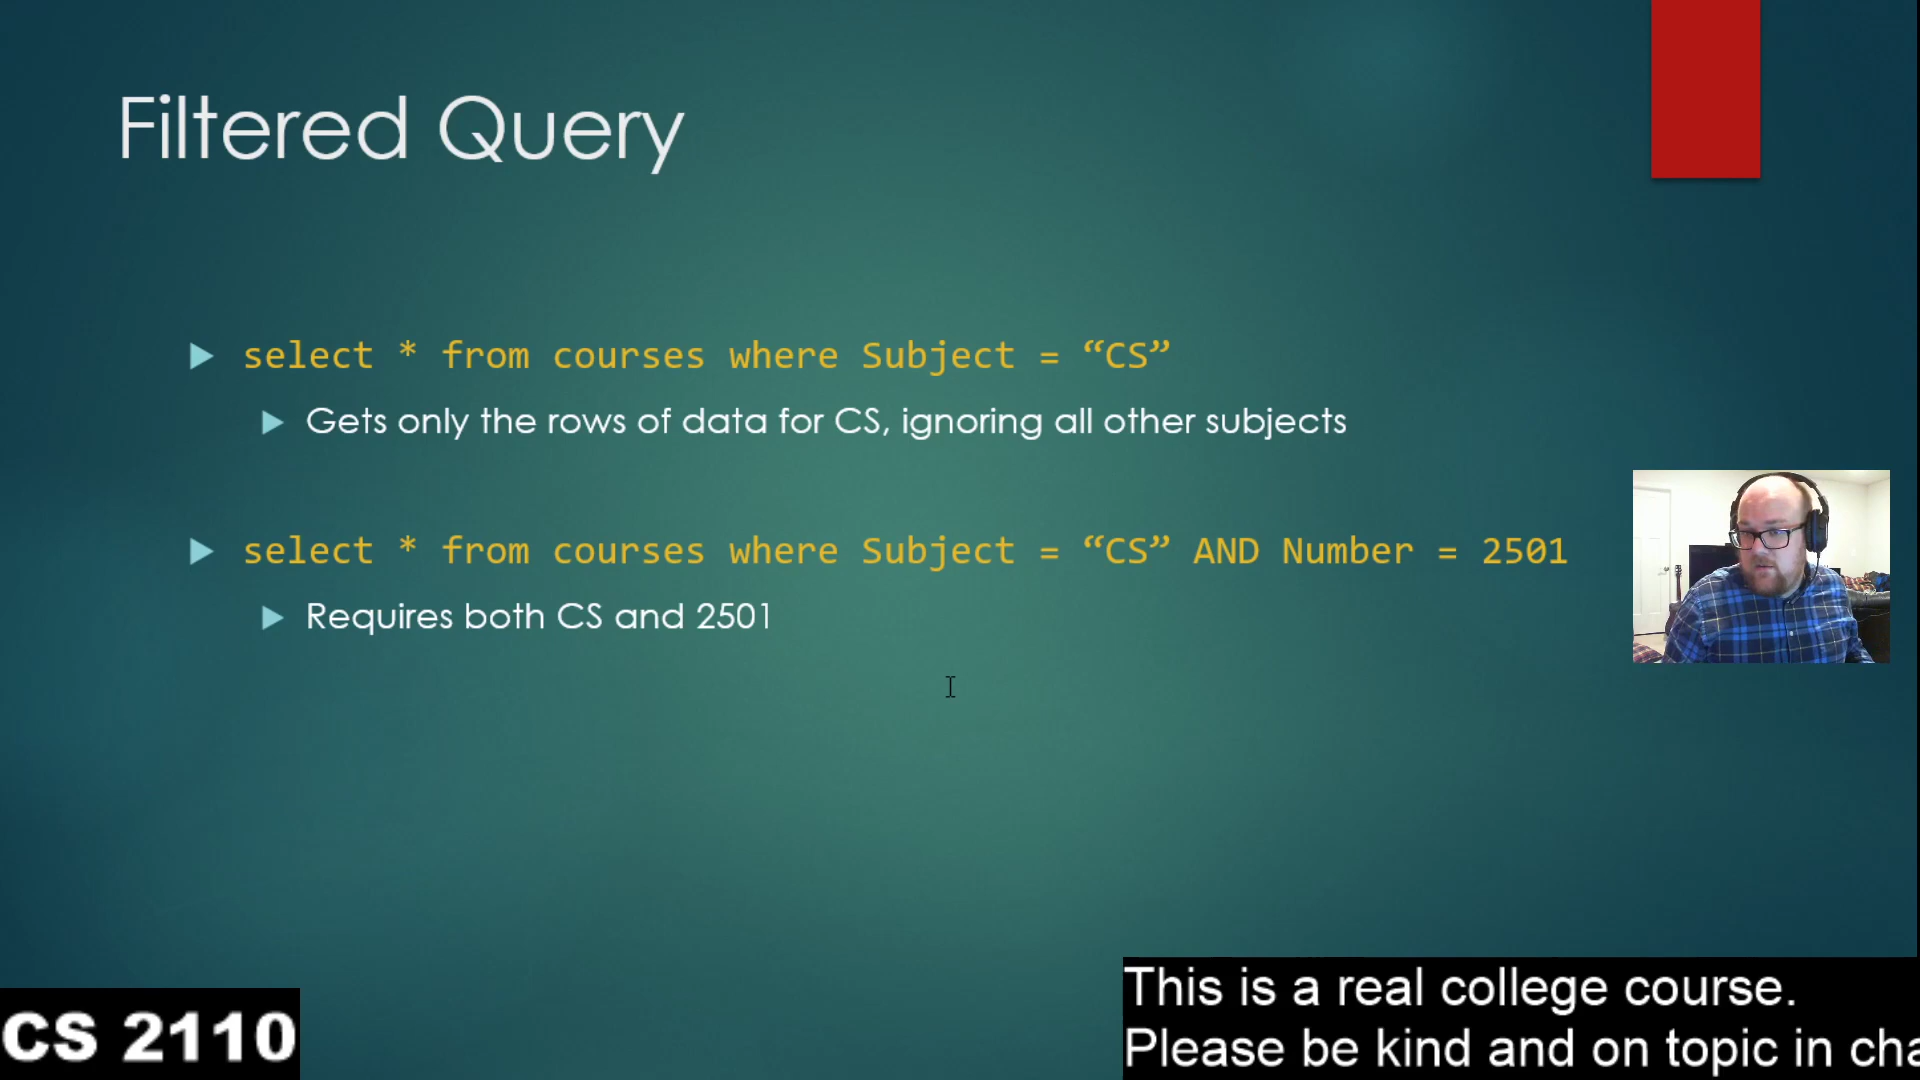 Filtered Query
select * from courses where Subject = “CS”
Gets only the rows of data for CS, ignoring all other subjects
select * from courses where Subject = “CS” AND Number = 2501
Requires both CS and 2501
CS 2110
This is a real college course.
Please be kind and on topic in cha